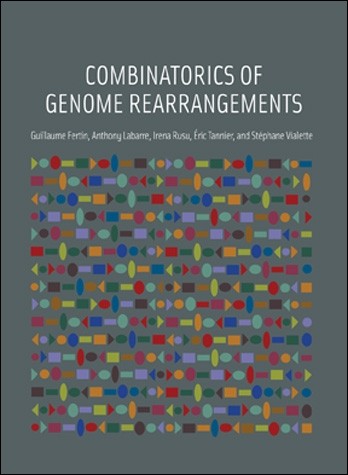 COMBINATORICS OF
GENOME REARRANGEMENTS
Guillaume Fertin, Anthony Labarre, Irena Rusu, Éric Tannier, and Stéphane Vialette